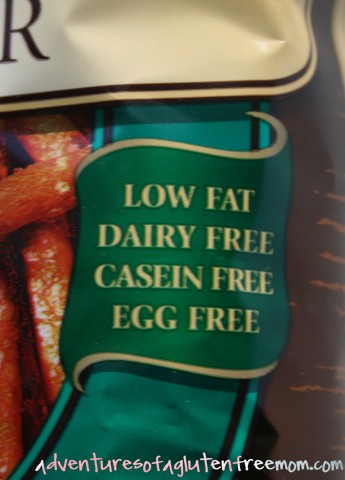 R
LOW FAT
DAIRY FREE
CASEIN FREE
EGG FREE
adventuresofaglutenfreemom.com